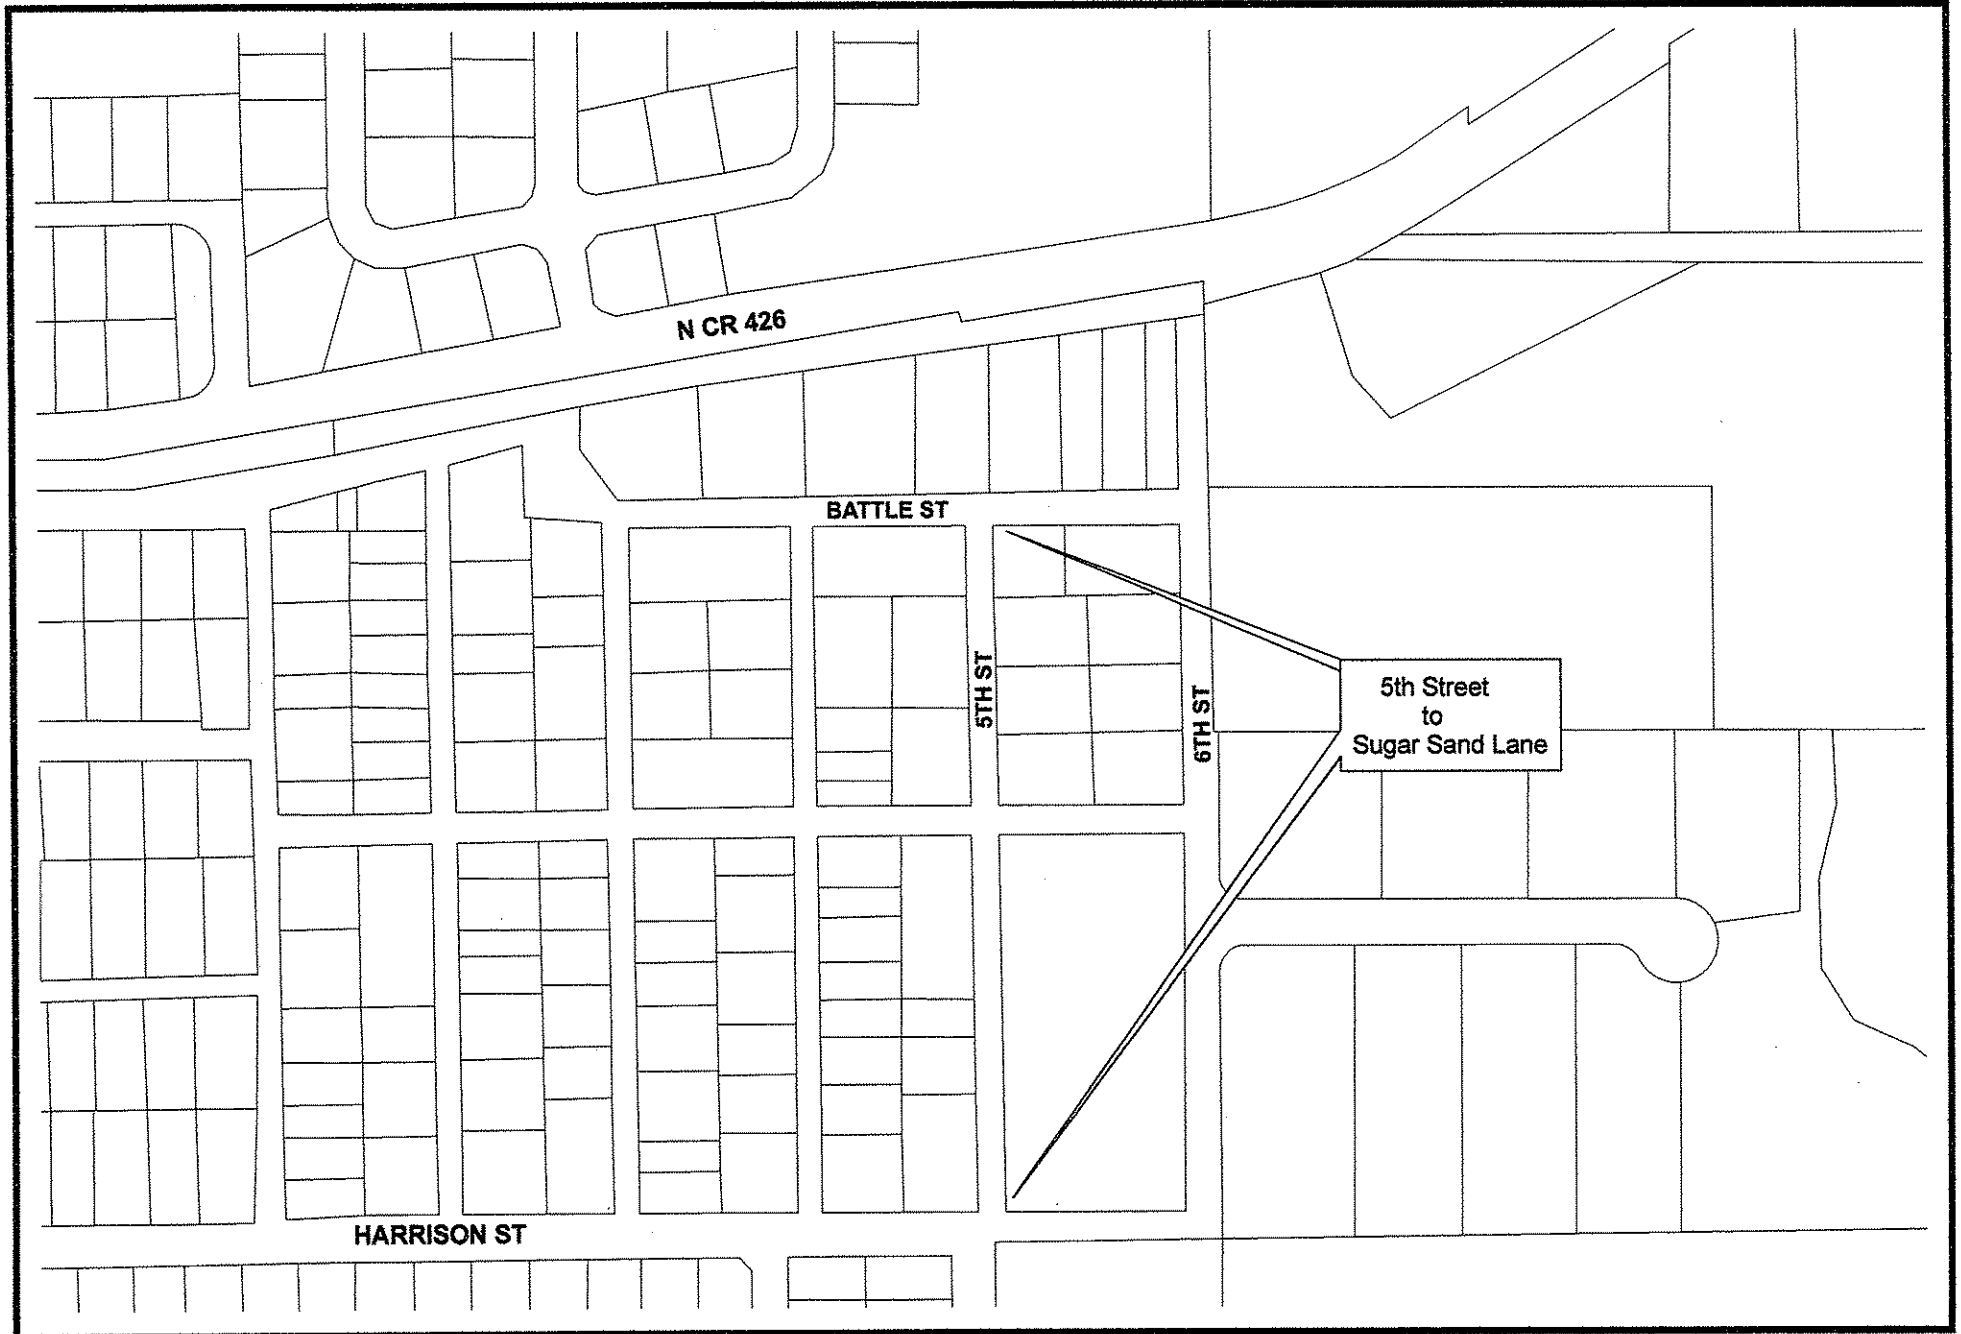 N CR 426
BATTLE ST
5TH ST
6TH ST
5th Street
to
Sugar Sand Lane
HARRISON ST